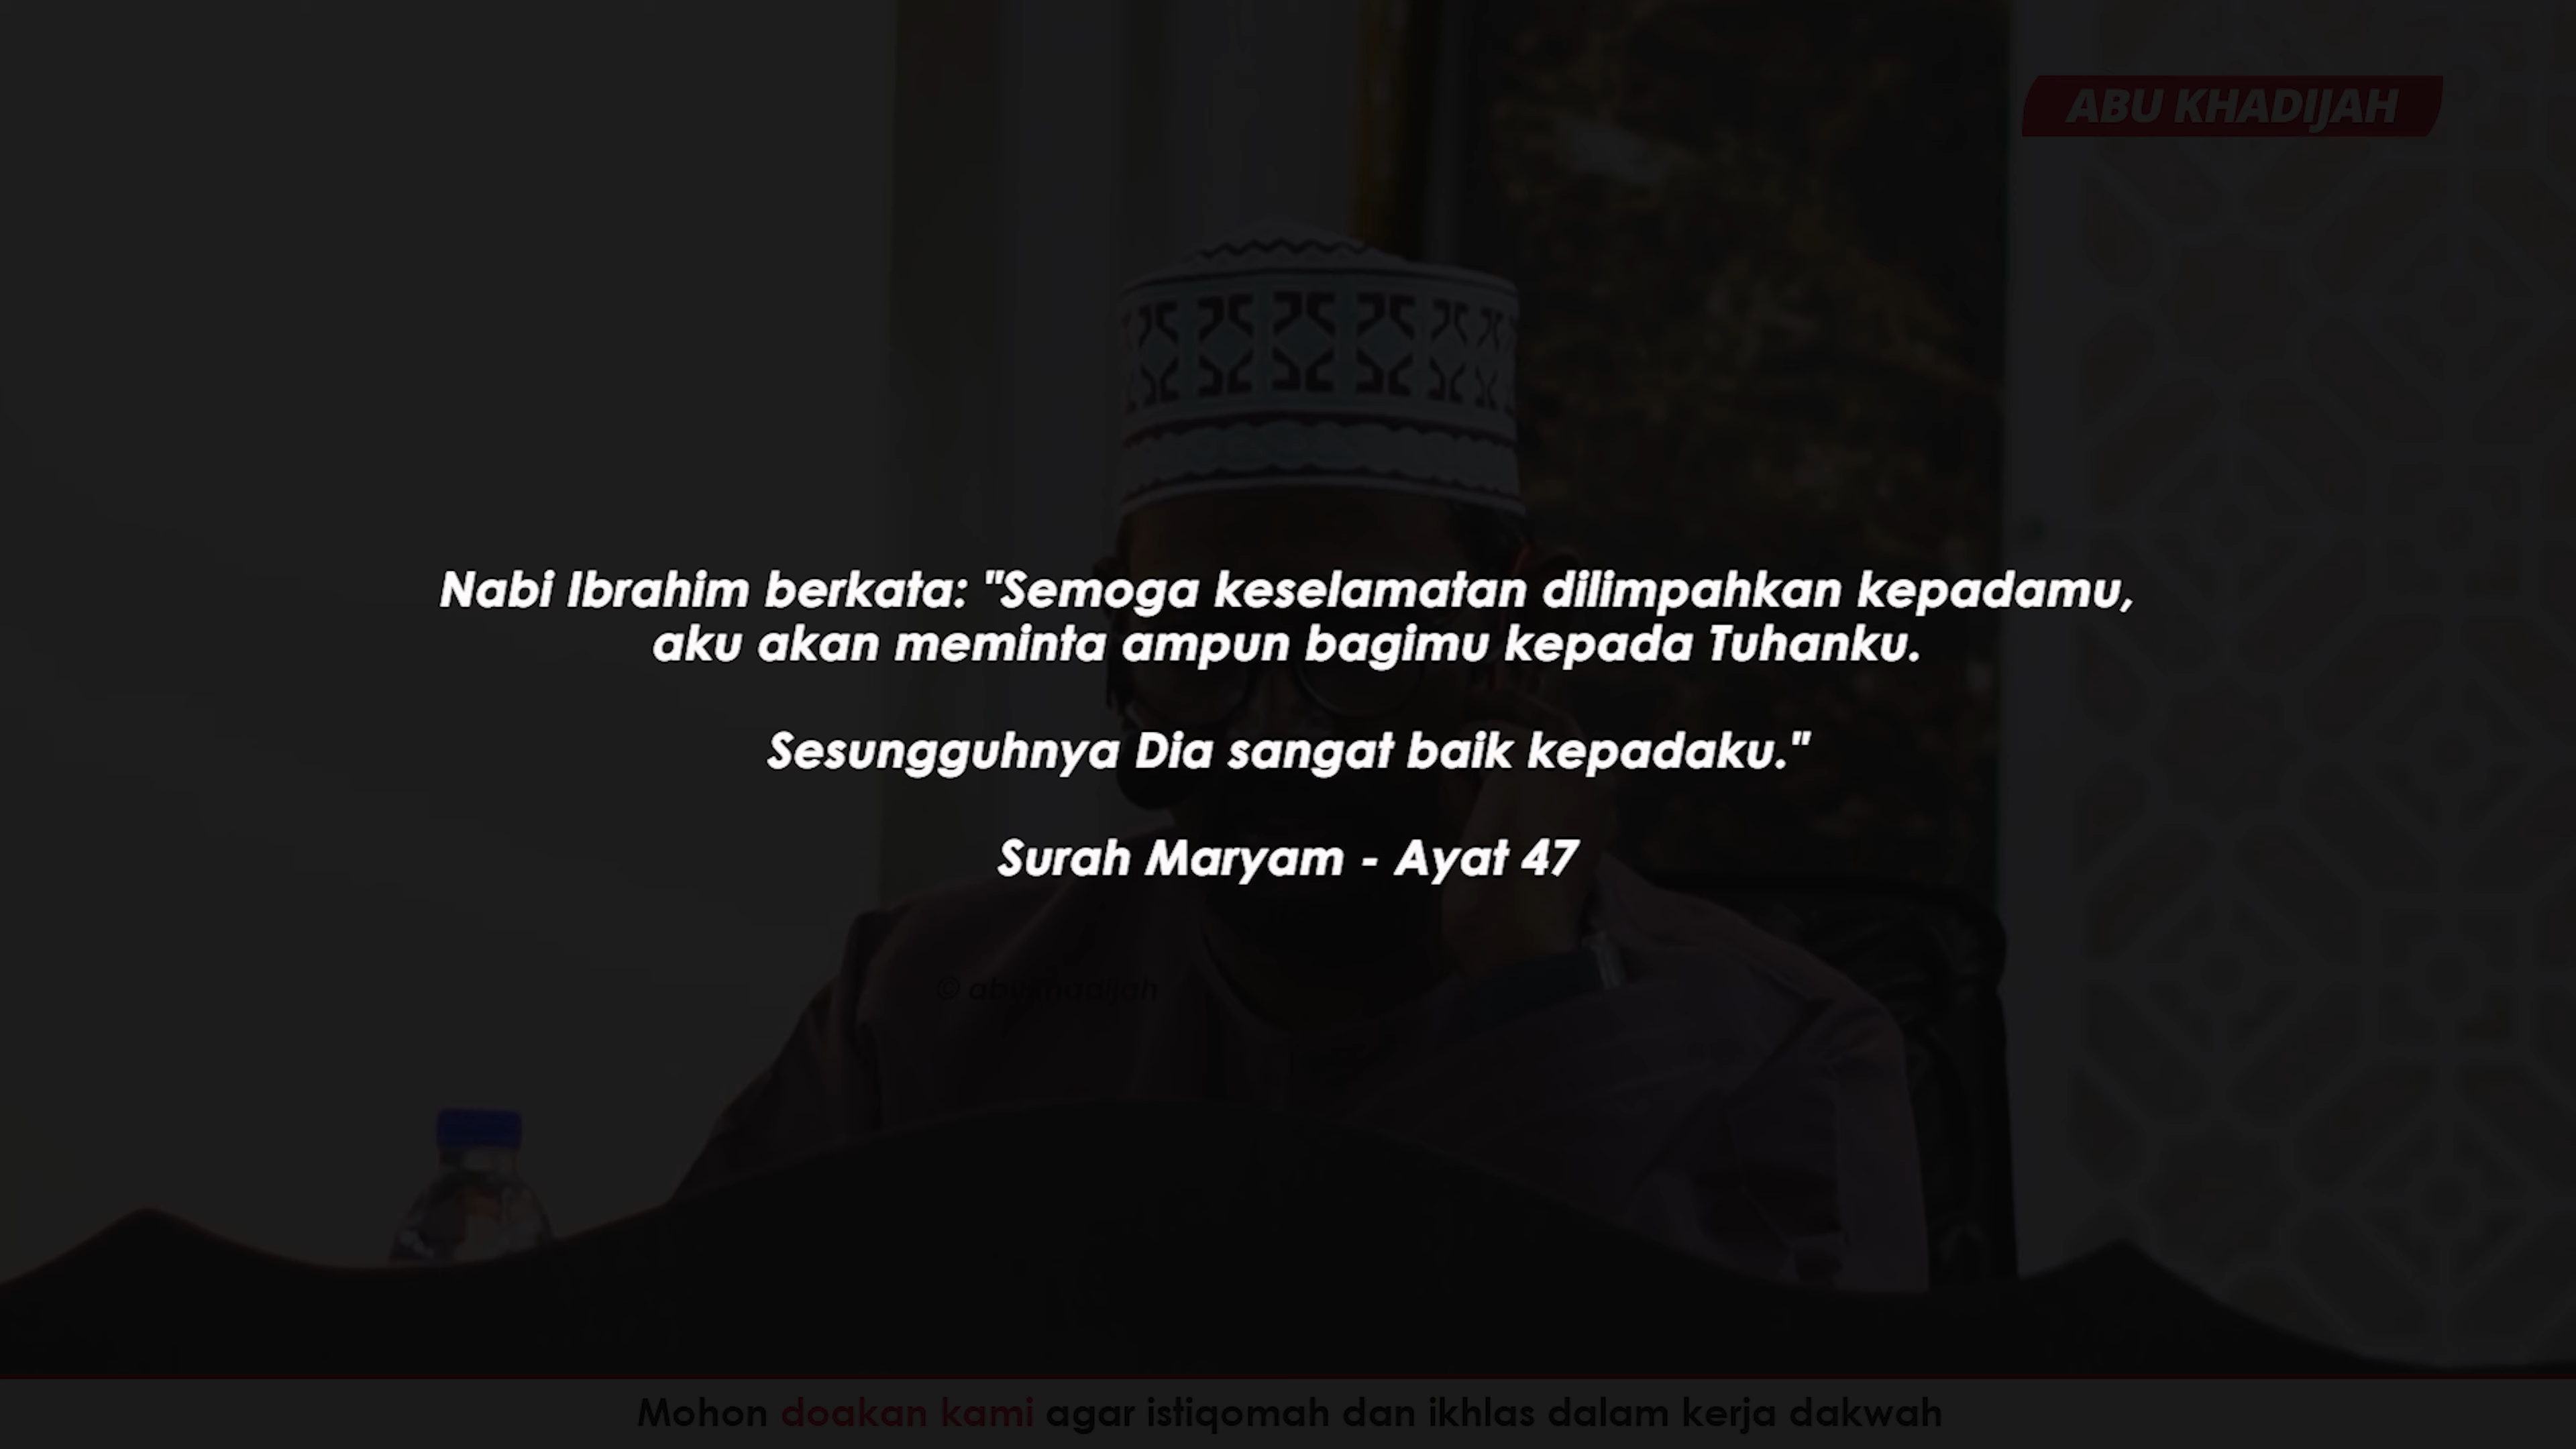 ABU KHADIJAH
Nabi Ibrahim berkata: "Semoga keselamatan dilimpahkan kepadamu,
aku akan meminta ampun bagimu kepada Tuhanku.
Sesungguhnya Dia sangat baik kepadaku."
Surah Maryam - Ayat 47
© abukhadijah
Mohon doakan kami agar istiqomah dan ikhlas dalam kerja dakwah